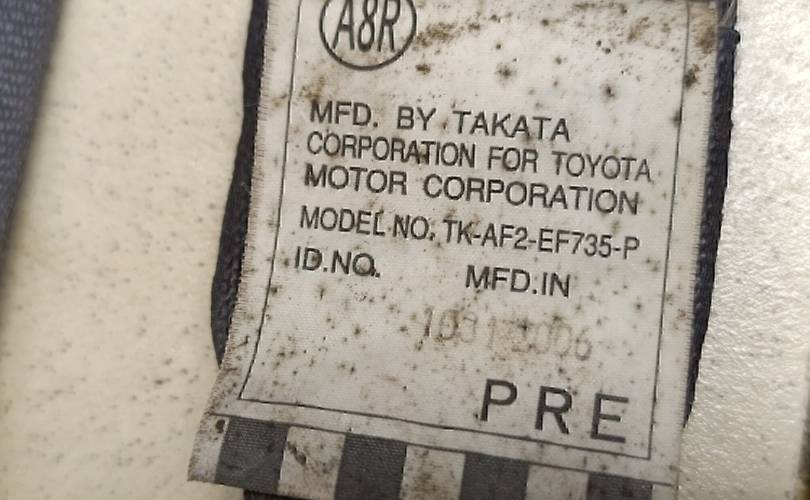 A8R
MFD. BY TAKATA
CORPORATION FOR TOYOTA
MOTOR CORPORATION
MODEL NO. TK-AF2-EF735-P
ID.NO. MFD.IN
PRE